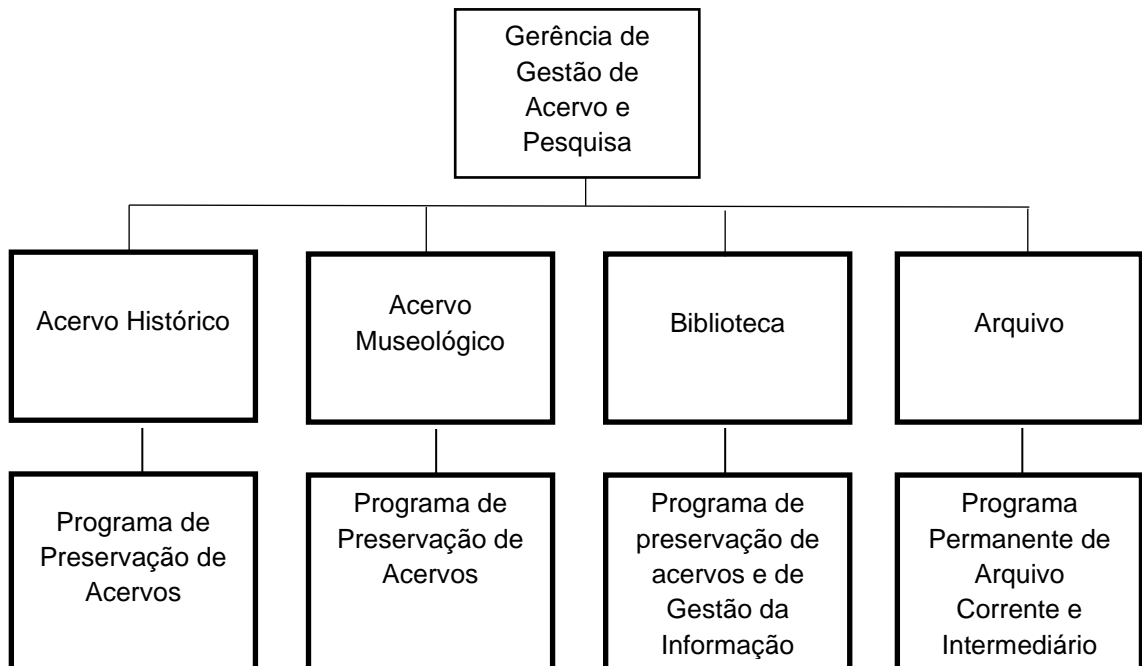 Gerência de
Gestão de
Acervo e
Pesquisa
Acervo Histórico
Acervo
Museológico
Biblioteca
Arquivo
Programa de
Preservação de
Acervos
Programa de
Preservação de
Acervos
Programa de
preservação de
acervos e de
Gestão da
Informação
Programa
Permanente de
Arquivo
Corrente e
Intermediário